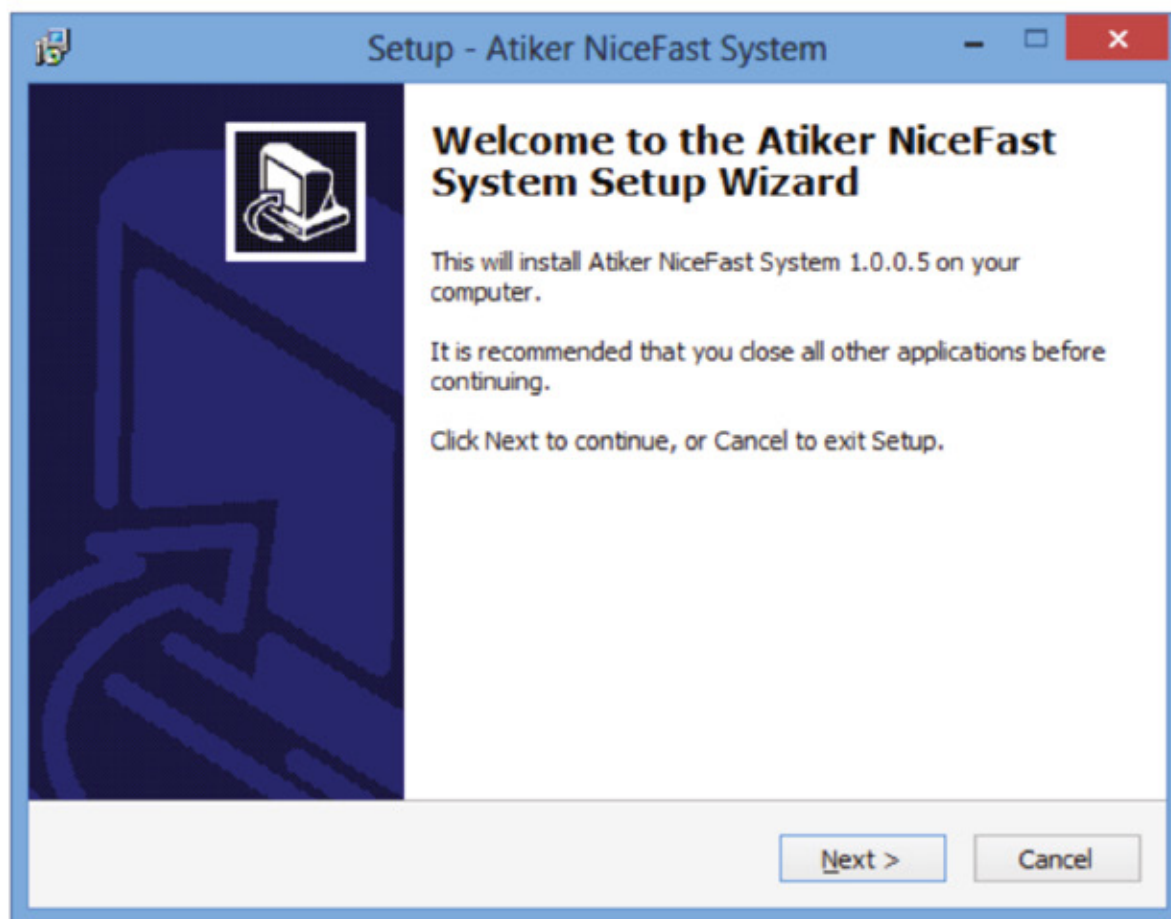 Setup - Atiker NiceFast System
Welcome to the Atiker NiceFast
System Setup Wizard
This will install Atiker NiceFast System 1.0.0.5 on your
computer.
It is recommended that you close all other applications before
continuing.
Click Next to continue, or Cancel to exit Setup.
Next >
Cancel